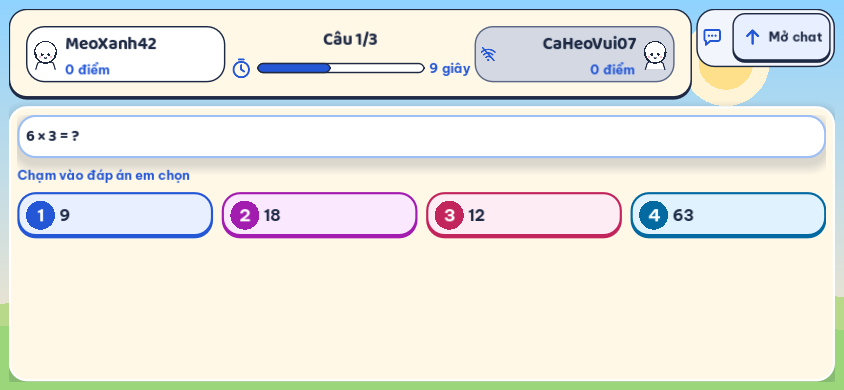 MeoXanh42
0 điểm
Câu 1/3
9 giây
CaHeoVui07
0 điểm
Mở chat
6 × 3 = ?
Chạm vào đáp án em chọn
1 9
2 18
3 12
4 63